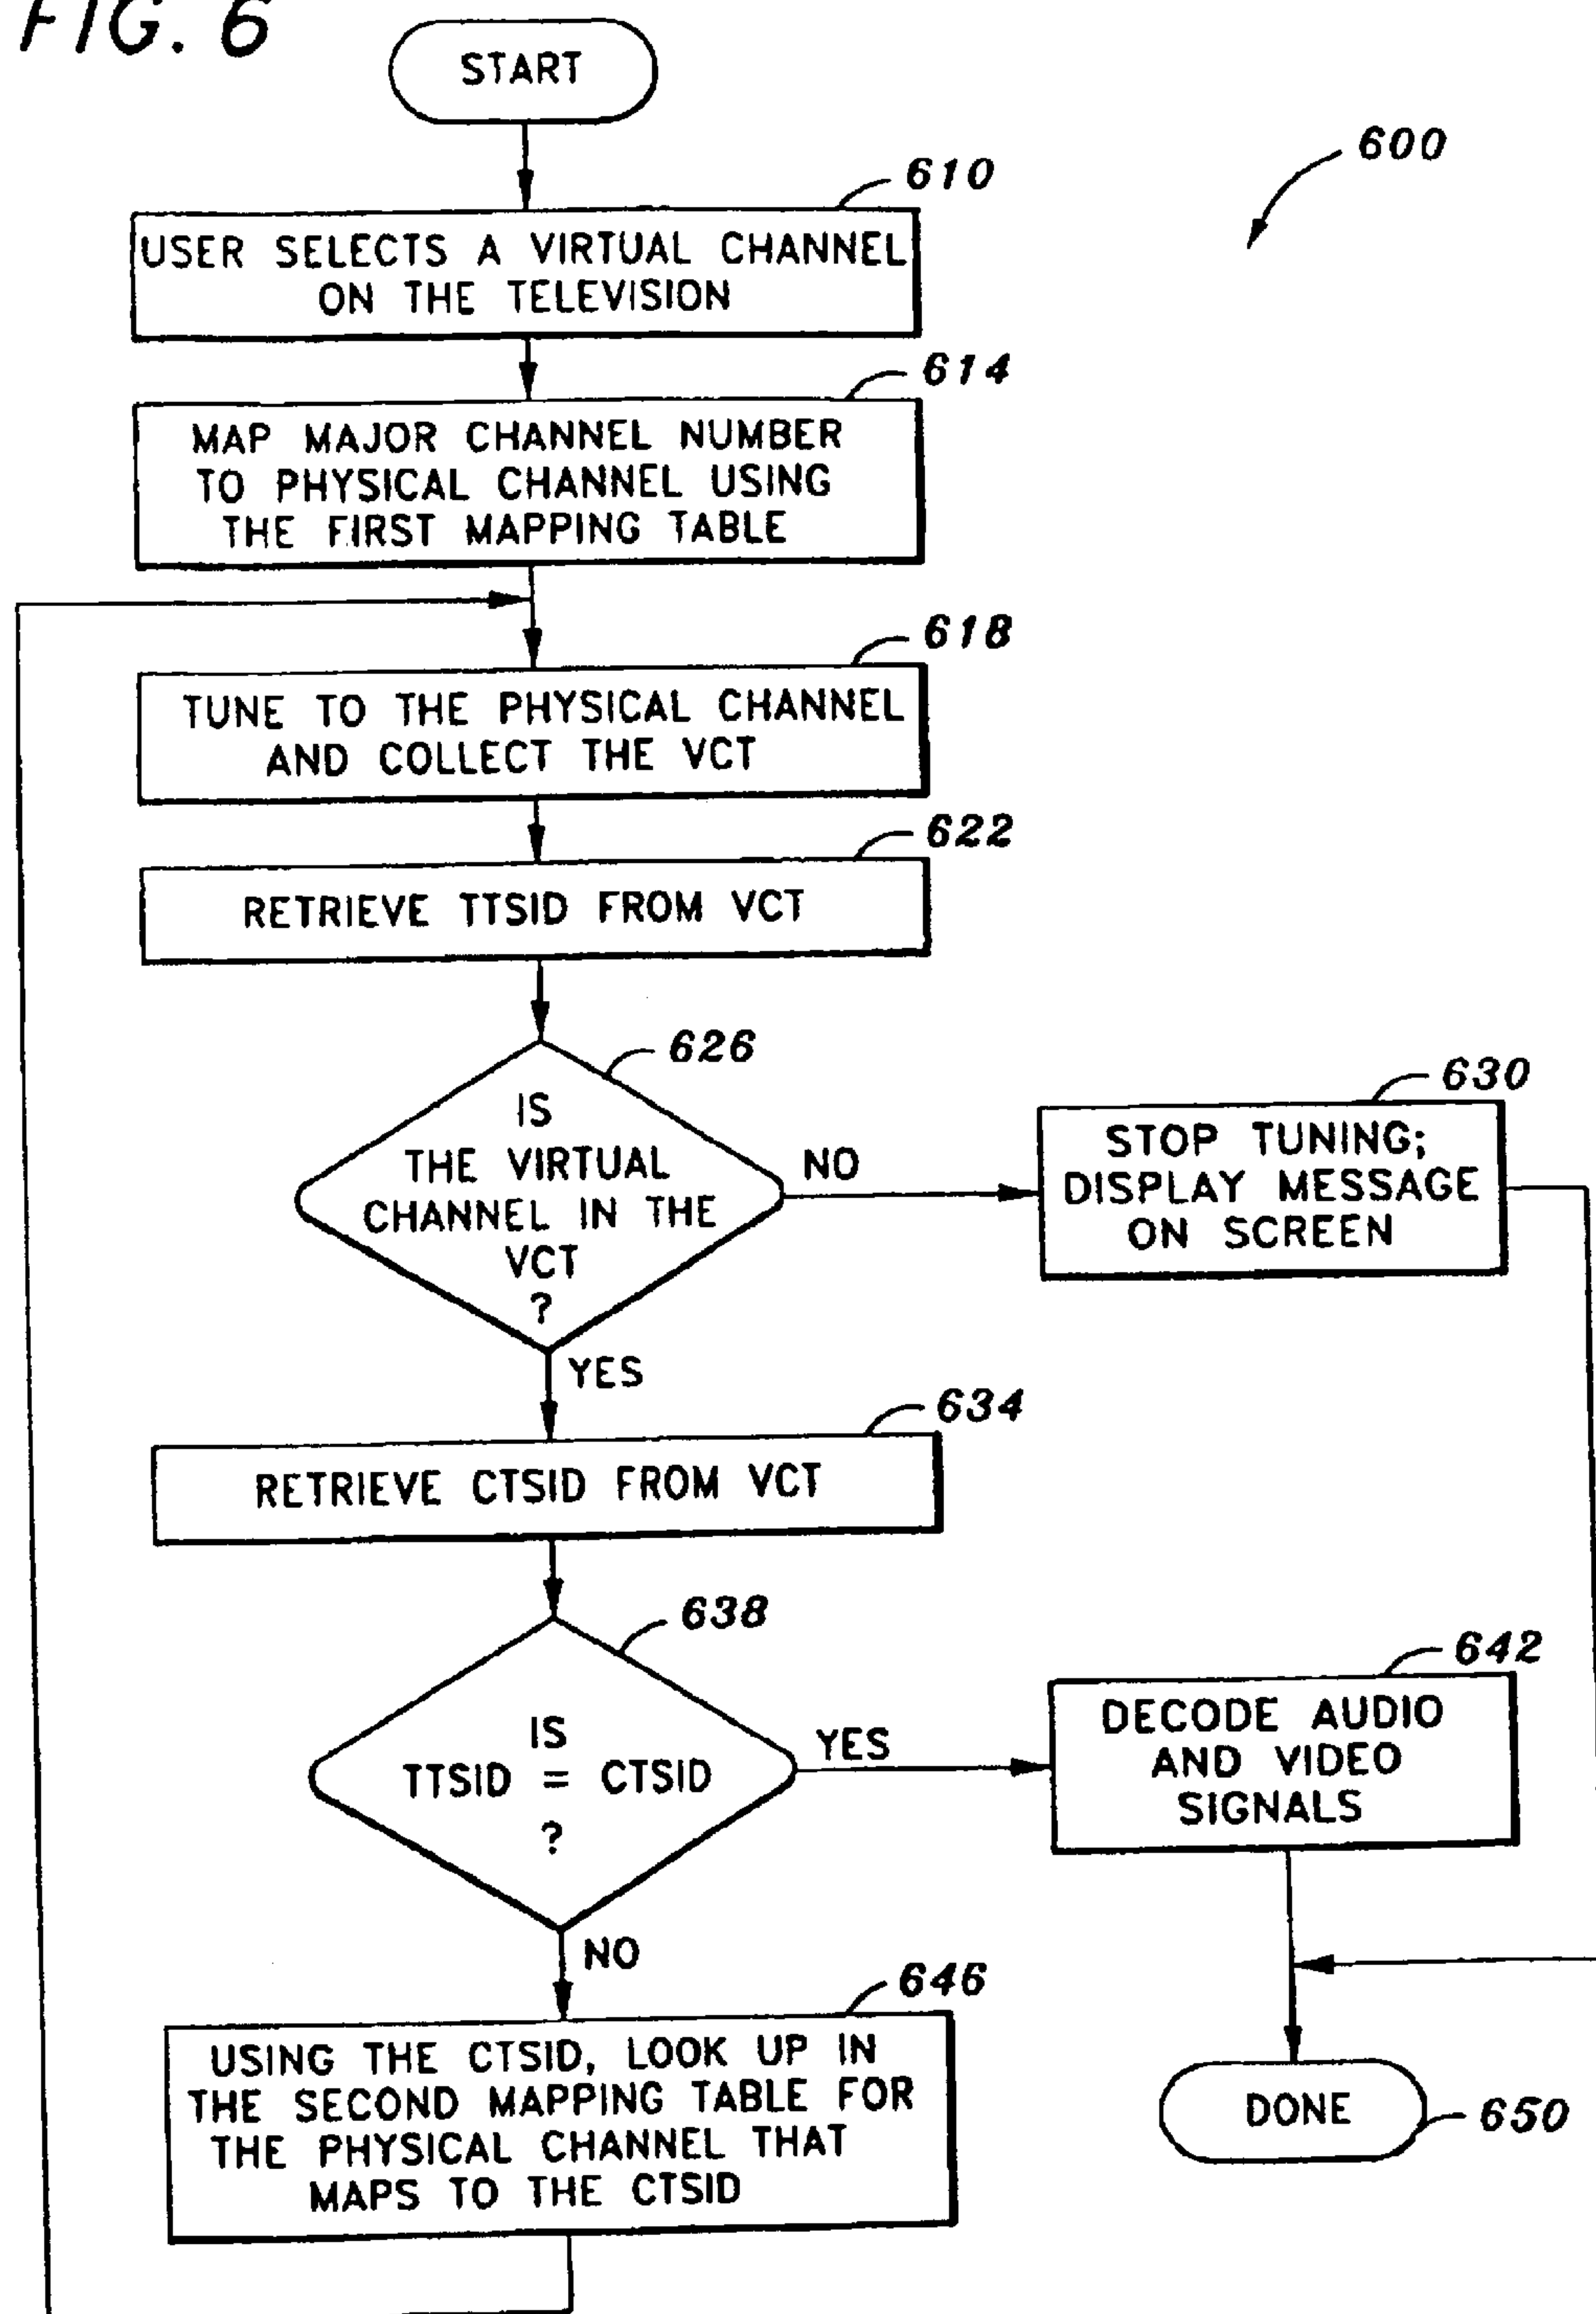 FIG. 6
START
600
610
USER SELECTS A VIRTUAL CHANNEL
ON THE TELEVISION
614
MAP MAJOR CHANNEL NUMBER
TO PHYSICAL CHANNEL USING
THE FIRST MAPPING TABLE
618
TUNE TO THE PHYSICAL CHANNEL
AND COLLECT THE VCT
622
RETRIEVE TTSID FROM VCT
626
IS
THE VIRTUAL
CHANNEL IN THE
VCT
?
NO
630
STOP TUNING;
DISPLAY MESSAGE
ON SCREEN
YES
634
RETRIEVE CTSID FROM VCT
638
IS
TTSID = CTSID
?
YES
642
DECODE AUDIO
AND VIDEO
SIGNALS
NO
646
USING THE CTSID, LOOK UP IN
THE SECOND MAPPING TABLE FOR
THE PHYSICAL CHANNEL THAT
MAPS TO THE CTSID
DONE
650